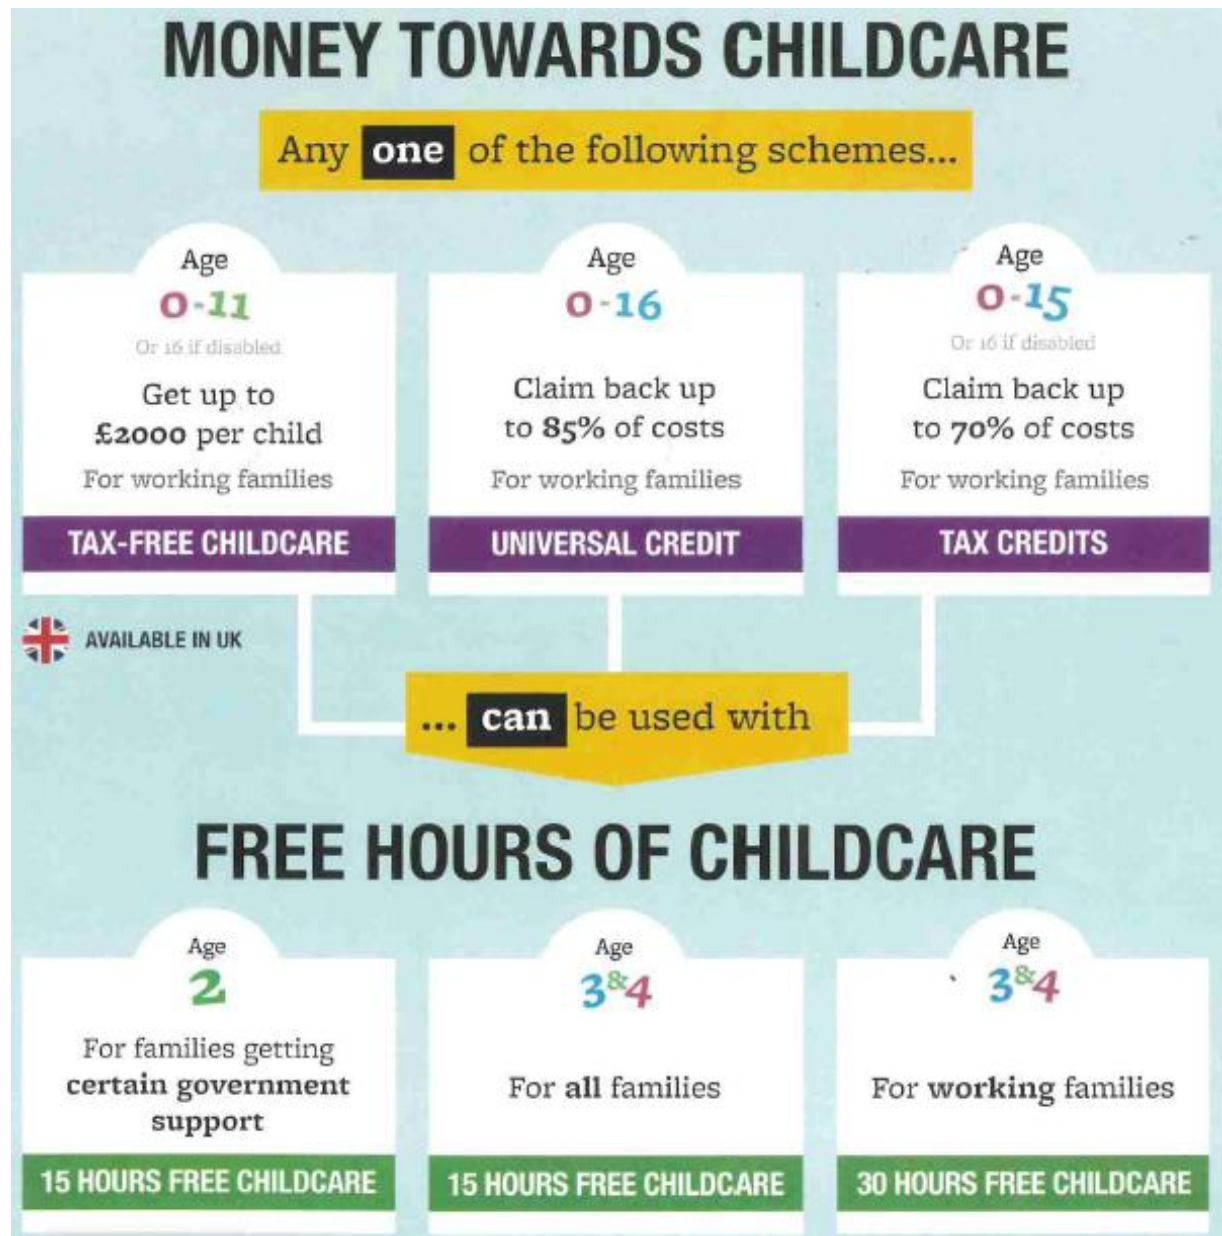 MONEY TOWARDS CHILDCARE
Any one of the following schemes...
Age
0-11
Or 16 if disabled
Get up to
£2000 per child
For working families
TAX-FREE CHILDCARE
Age
0-16
Claim back up
to 85% of costs
For working families
UNIVERSAL CREDIT
Age
0-15
Or 16 if disabled
Claim back up
to 70% of costs
For working families
TAX CREDITS
AVAILABLE IN UK
... can be used with
FREE HOURS OF CHILDCARE
Age
2
For families getting
certain government
support
15 HOURS FREE CHILDCARE
Age
3&4
For all families
15 HOURS FREE CHILDCARE
Age
3&4
For working families
30 HOURS FREE CHILDCARE